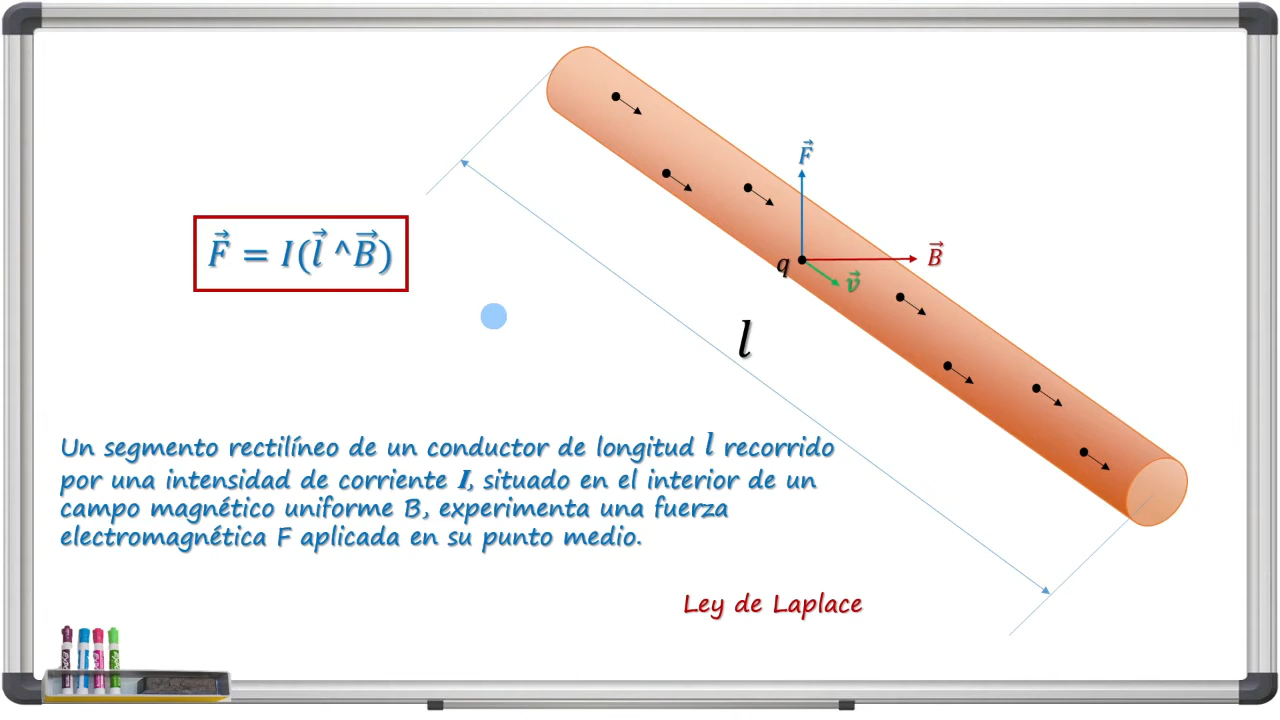 F⃗
B⃗
F⃗ = I(l⃗ ^ B⃗)
q
v⃗
l
Un segmento rectilíneo de un conductor de longitud l recorrido
por una intensidad de corriente I, situado en el interior de un
campo magnético uniforme B, experimenta una fuerza
electromagnética F aplicada en su punto medio.
Ley de Laplace